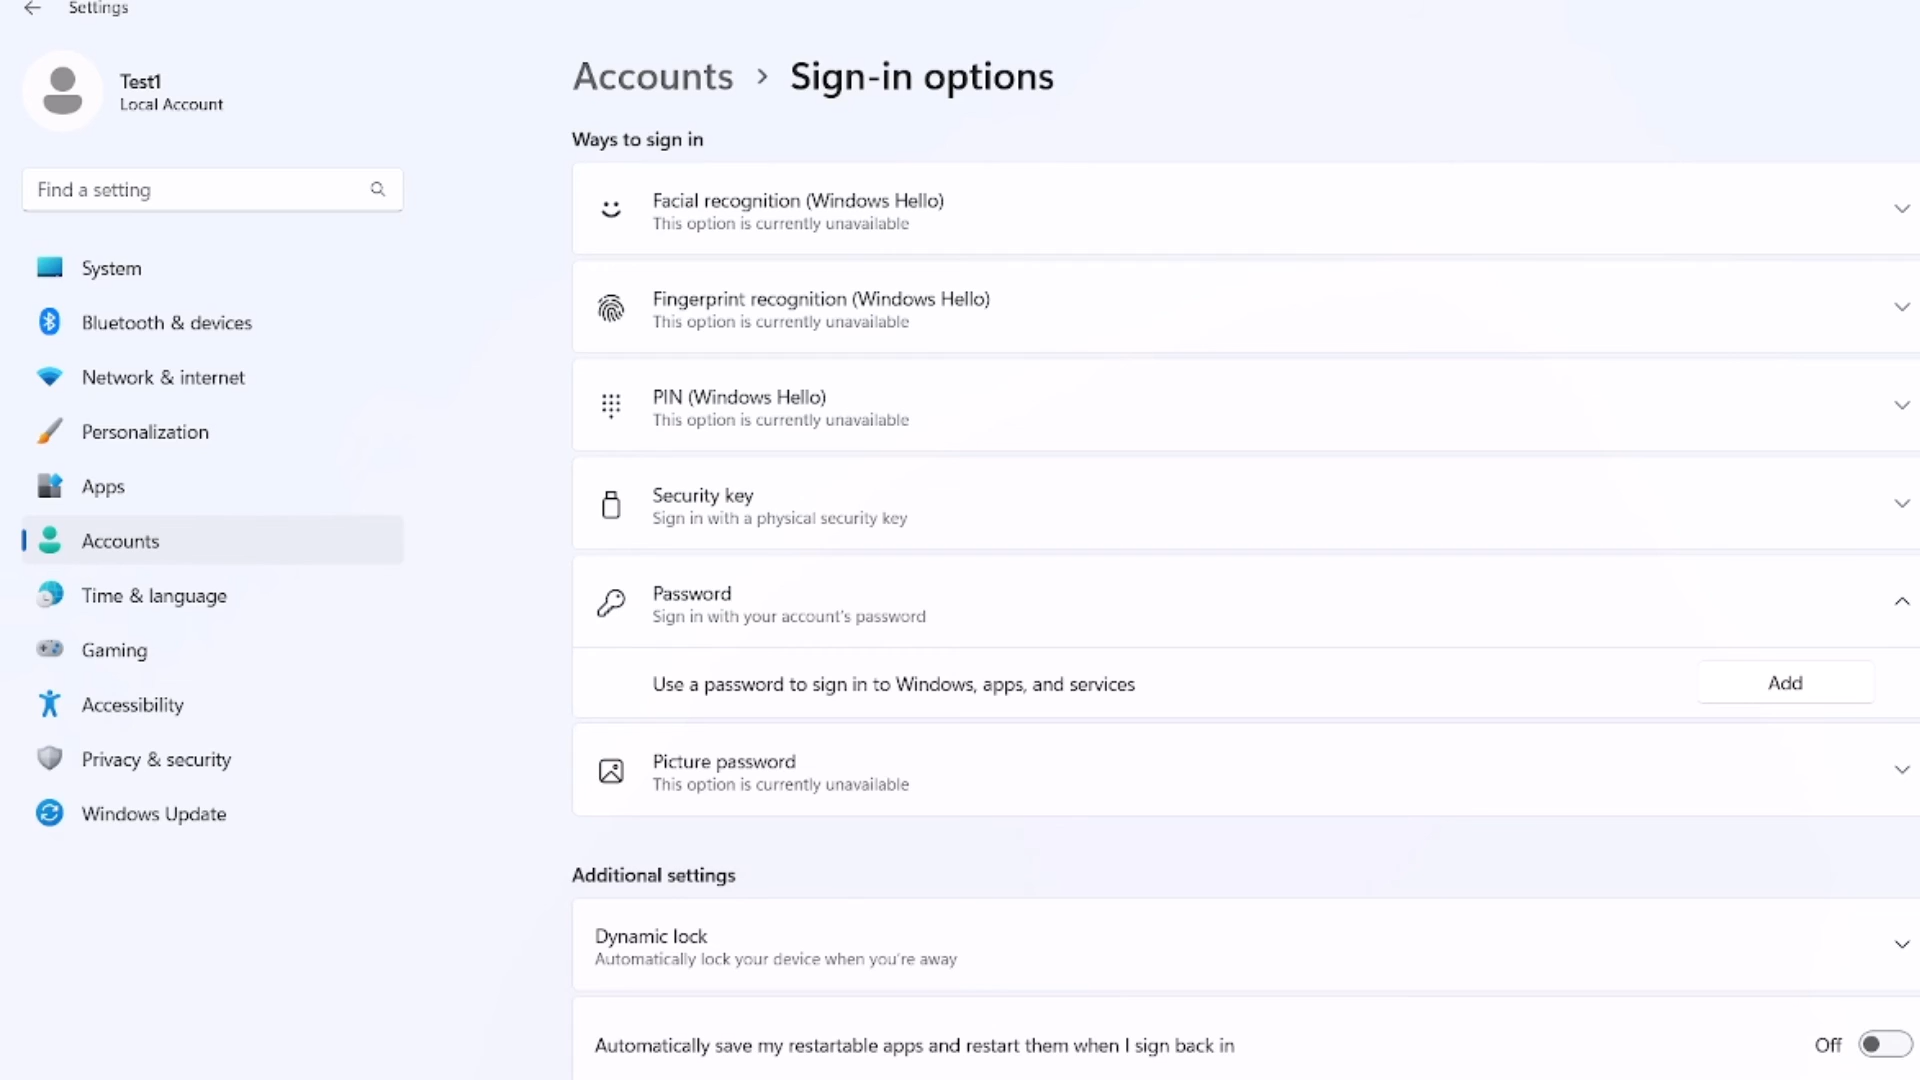 Settings
Test1
Local Account
Find a setting
System
Bluetooth & devices
Network & internet
Personalization
Apps
Accounts
Time & language
Gaming
Accessibility
Privacy & security
Windows Update
Accounts > Sign-in options
Ways to sign in
Facial recognition (Windows Hello)
This option is currently unavailable
Fingerprint recognition (Windows Hello)
This option is currently unavailable
PIN (Windows Hello)
This option is currently unavailable
Security key
Sign in with a physical security key
Password
Sign in with your account's password
Use a password to sign in to Windows, apps, and services
Add
Picture password
This option is currently unavailable
Additional settings
Dynamic lock
Automatically lock your device when you're away
Automatically save my restartable apps and restart them when I sign back in
Off